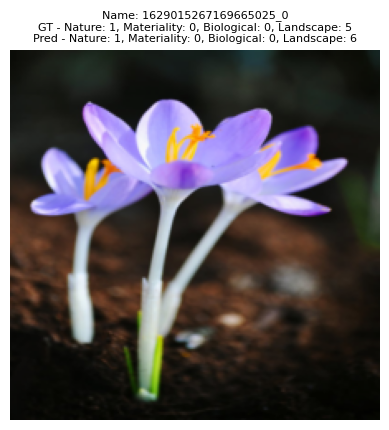 Name: 1629015267169665025_0
GT - Nature: 1, Materiality: 0, Biological: 0, Landscape: 5
Pred - Nature: 1, Materiality: 0, Biological: 0, Landscape: 6